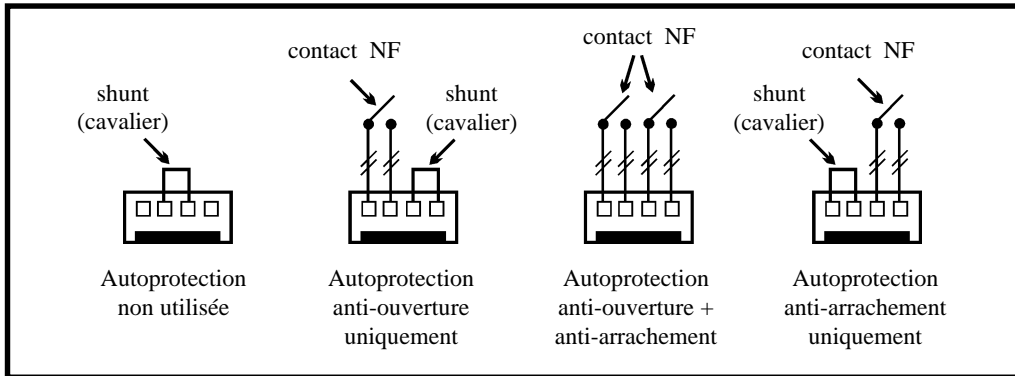 contact NF
contact NF
contact NF
shunt
(cavalier)
shunt
(cavalier)
shunt
(cavalier)
Autoprotection
non utilisée
Autoprotection
anti-ouverture
uniquement
Autoprotection
anti-ouverture +
anti-arrachement
Autoprotection
anti-arrachement
uniquement